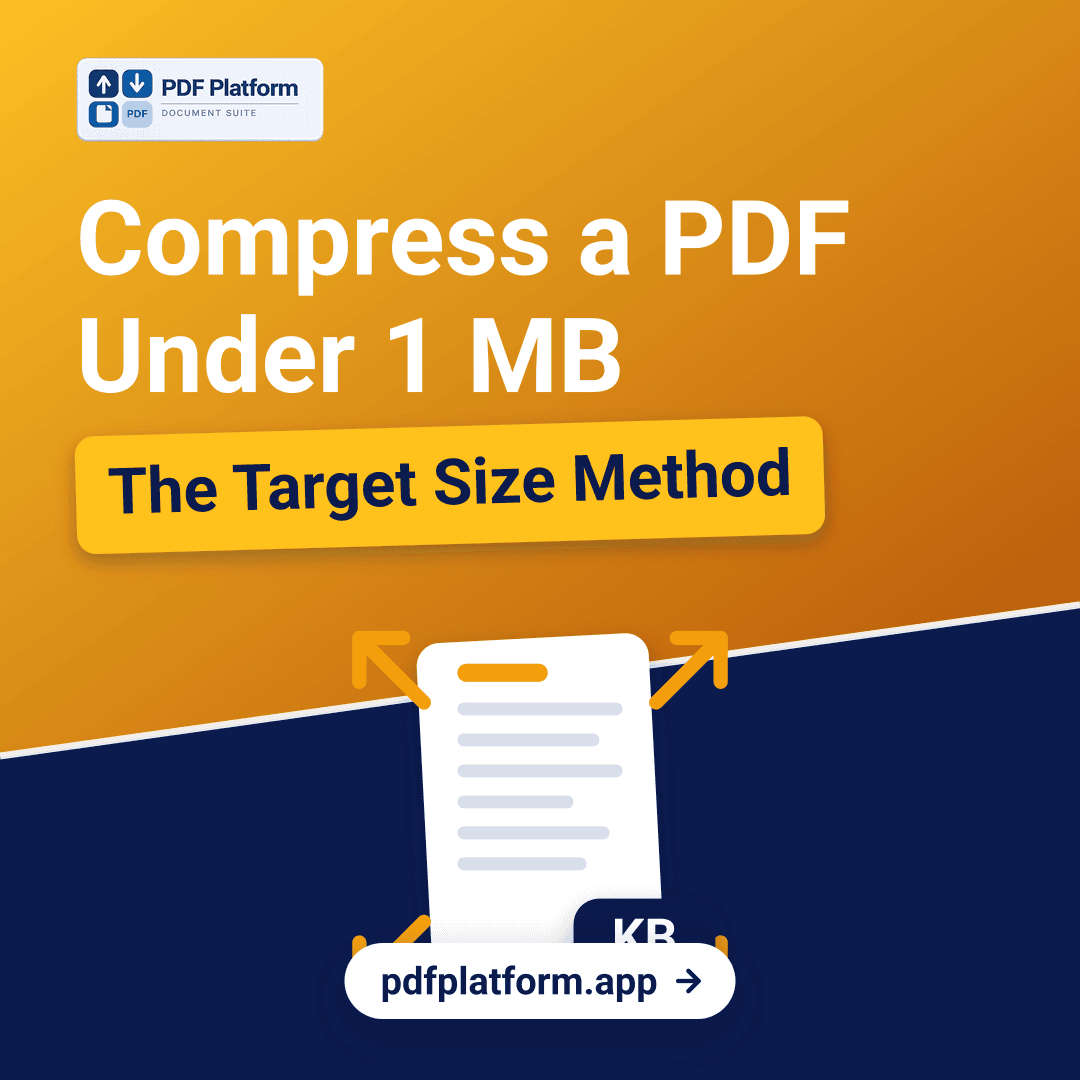 PDF Platform
PDF
DOCUMENT SUITE
Compress a PDF
Under 1 MB
The Target Size Method
KB
pdfplatform.app →